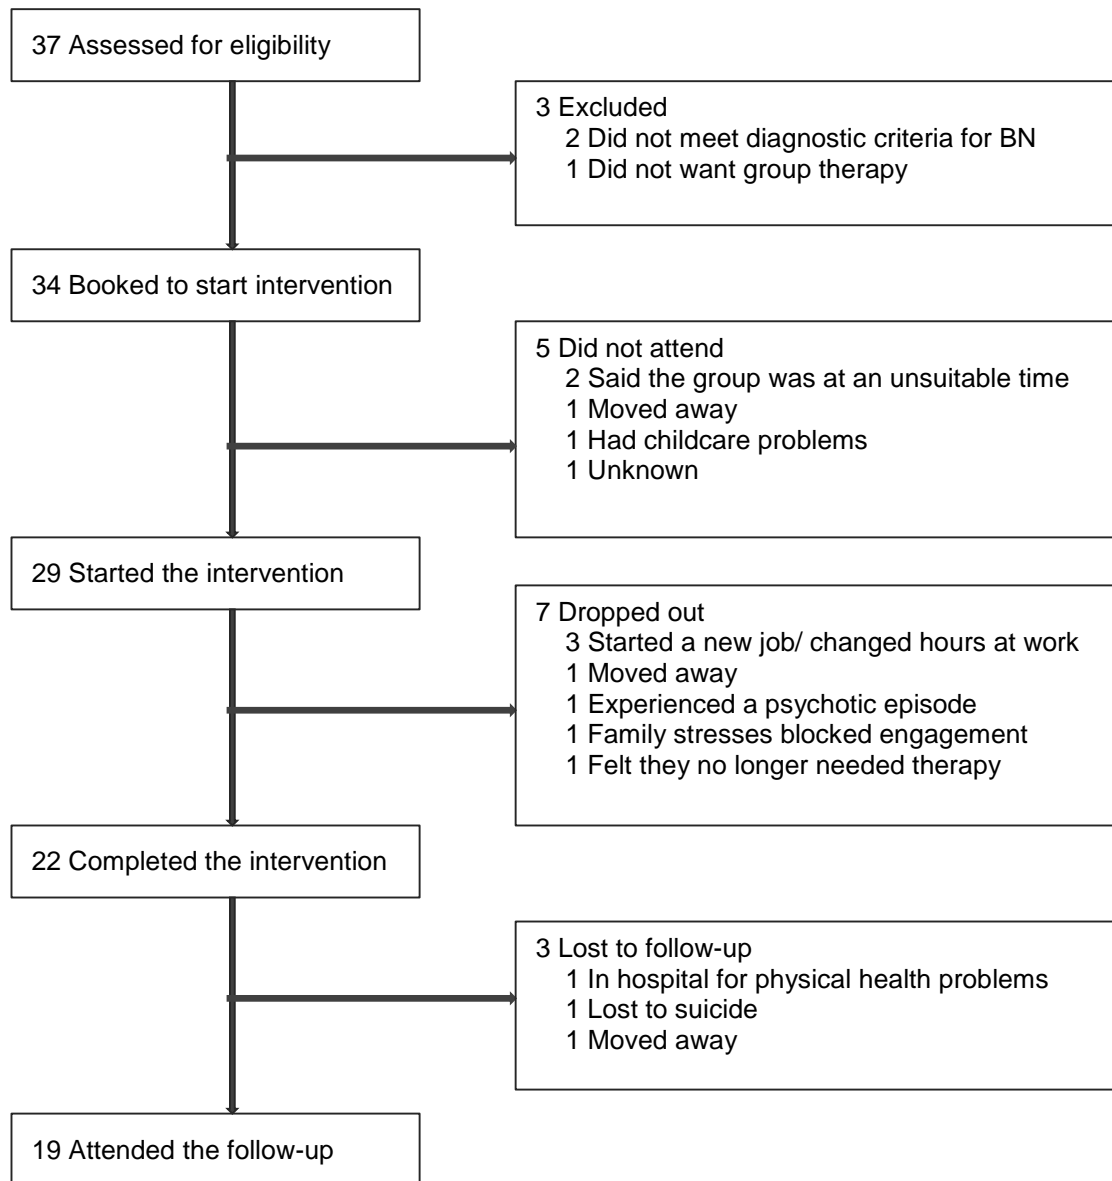 37 Assessed for eligibility
3 Excluded
2 Did not meet diagnostic criteria for BN
1 Did not want group therapy
34 Booked to start intervention
5 Did not attend
2 Said the group was at an unsuitable time
1 Moved away
1 Had childcare problems
1 Unknown
29 Started the intervention
7 Dropped out
3 Started a new job/ changed hours at work
1 Moved away
1 Experienced a psychotic episode
1 Family stresses blocked engagement
1 Felt they no longer needed therapy
22 Completed the intervention
3 Lost to follow-up
1 In hospital for physical health problems
1 Lost to suicide
1 Moved away
19 Attended the follow-up